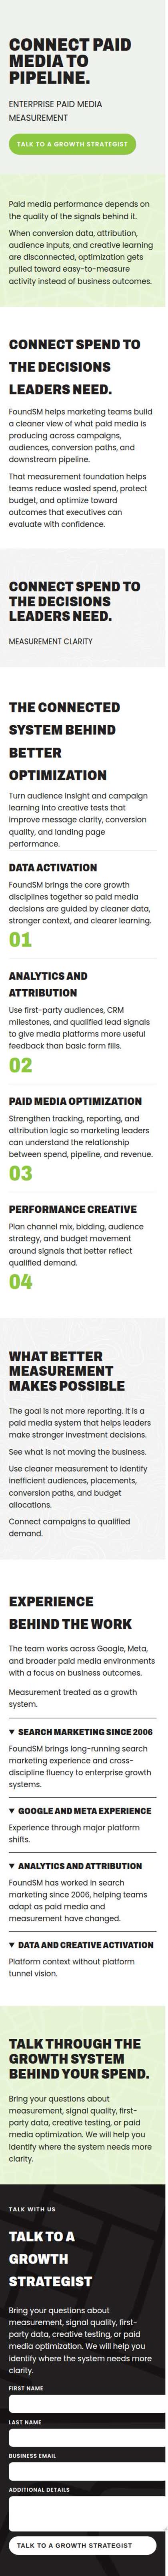 CONNECT PAID
MEDIA TO
PIPELINE.
ENTERPRISE PAID MEDIA
MEASUREMENT
TALK TO A GROWTH STRATEGIST
Paid media performance depends on
the quality of the signals behind it.
When conversion data, attribution,
audience inputs, and creative learning
are disconnected, optimization gets
pulled toward easy-to-measure
activity instead of business outcomes.
CONNECT SPEND TO
THE DECISIONS
LEADERS NEED.
FoundSM helps marketing teams build
a clearer view of what paid media is
producing across campaigns,
audiences, conversion paths, and
downstream pipeline.
That measurement foundation helps
teams reduce wasted spend, protect
budget, and optimize toward
outcomes that executives can
evaluate with confidence.
CONNECT SPEND TO
THE DECISIONS
LEADERS NEED.
MEASUREMENT CLARITY
THE CONNECTED
SYSTEM BEHIND
BETTER
OPTIMIZATION
Turn audience insight and campaign
learning into creative tests that
improve message clarity, conversion
quality, and landing page
performance.
DATA ACTIVATION
FoundSM brings the core growth
disciplines together so paid media
decisions are guided by cleaner data,
stronger context, and clearer learning.
01
ANALYTICS AND
ATTRIBUTION
Use first-party audiences, CRM
milestones, and qualified lead signals
to give media platforms more useful
feedback than basic form fills.
02
PAID MEDIA OPTIMIZATION
Strengthen tracking, reporting, and
attribution logic so marketing leaders
can understand the relationship
between spend, pipeline, and revenue.
03
PERFORMANCE CREATIVE
Plan channel mix, bidding, audience
strategy, and budget movement
around signals that better reflect
qualified demand.
04
WHAT BETTER
MEASUREMENT
MAKES POSSIBLE
The goal is not more reporting. It is a
paid media system that helps leaders
make stronger investment decisions.
See what is not moving the business.
Use cleaner measurement to identify
inefficient audiences, placements,
conversion paths, and budget
allocations.
Connect campaigns to qualified
demand.
EXPERIENCE
BEHIND THE WORK
The team works across Google, Meta,
and broader paid media environments
with a focus on business outcomes.
Measurement treated as a growth
system.
▼ SEARCH MARKETING SINCE 2006
FoundSM brings long-running search
marketing experience and cross-
discipline fluency to enterprise growth
systems.
▼ GOOGLE AND META EXPERIENCE
Experience through major platform
shifts.
▼ ANALYTICS AND ATTRIBUTION
FoundSM has worked in search
marketing since 2006, helping teams
adapt as paid media and
measurement have changed.
▼ DATA AND CREATIVE ACTIVATION
Platform context without platform
tunnel vision.
TALK THROUGH THE
GROWTH SYSTEM
BEHIND YOUR SPEND.
Bring your questions about
measurement, signal quality, first-
party data, creative testing, or paid
media optimization. We will help you
identify where the system needs more
clarity.
TALK WITH US
TALK TO A
GROWTH
STRATEGIST
Bring your questions about
measurement, signal quality, first-
party data, creative testing, or paid
media optimization. We will help you
identify where the system needs more
clarity.
FIRST NAME
LAST NAME
BUSINESS EMAIL
ADDITIONAL DETAILS
TALK TO A GROWTH STRATEGIST